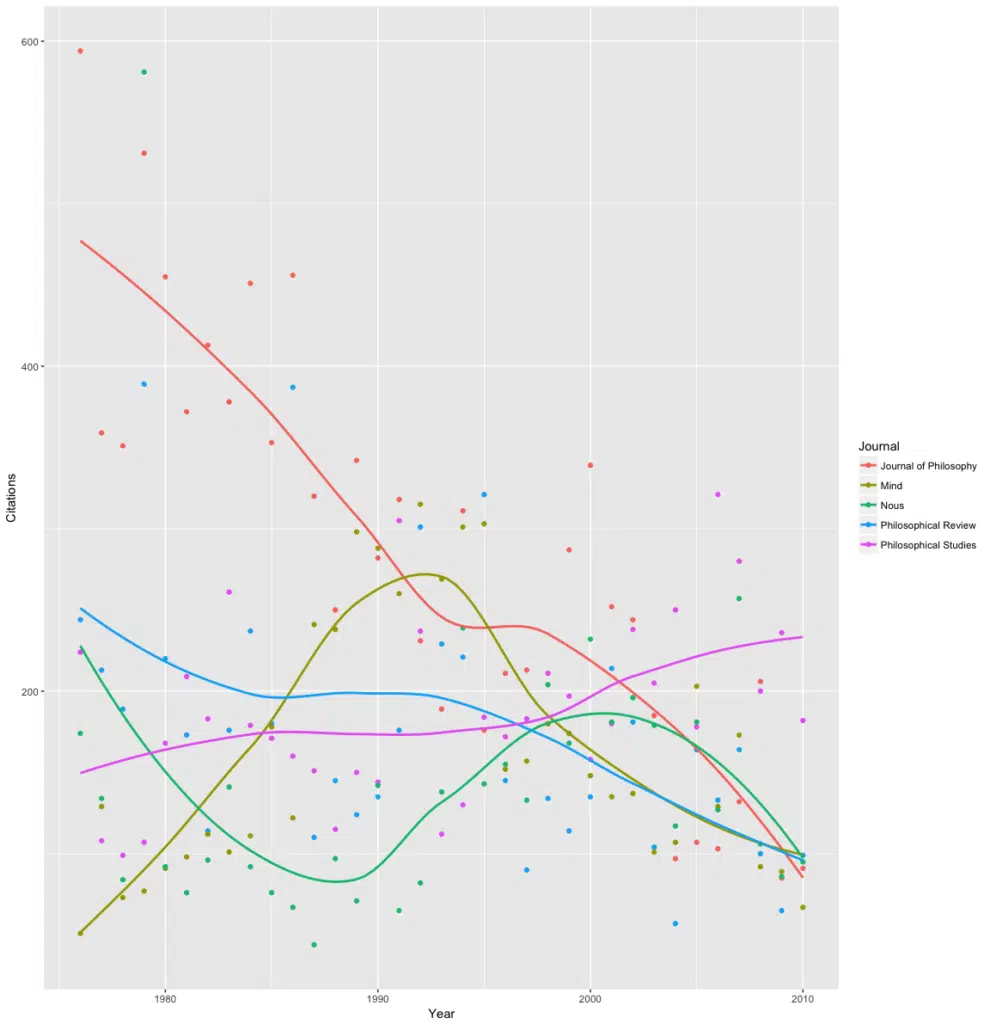 600
400
200
Citations
1980
1990
2000
2010
Year
Journal
Journal of Philosophy
Mind
Nous
Philosophical Review
Philosophical Studies